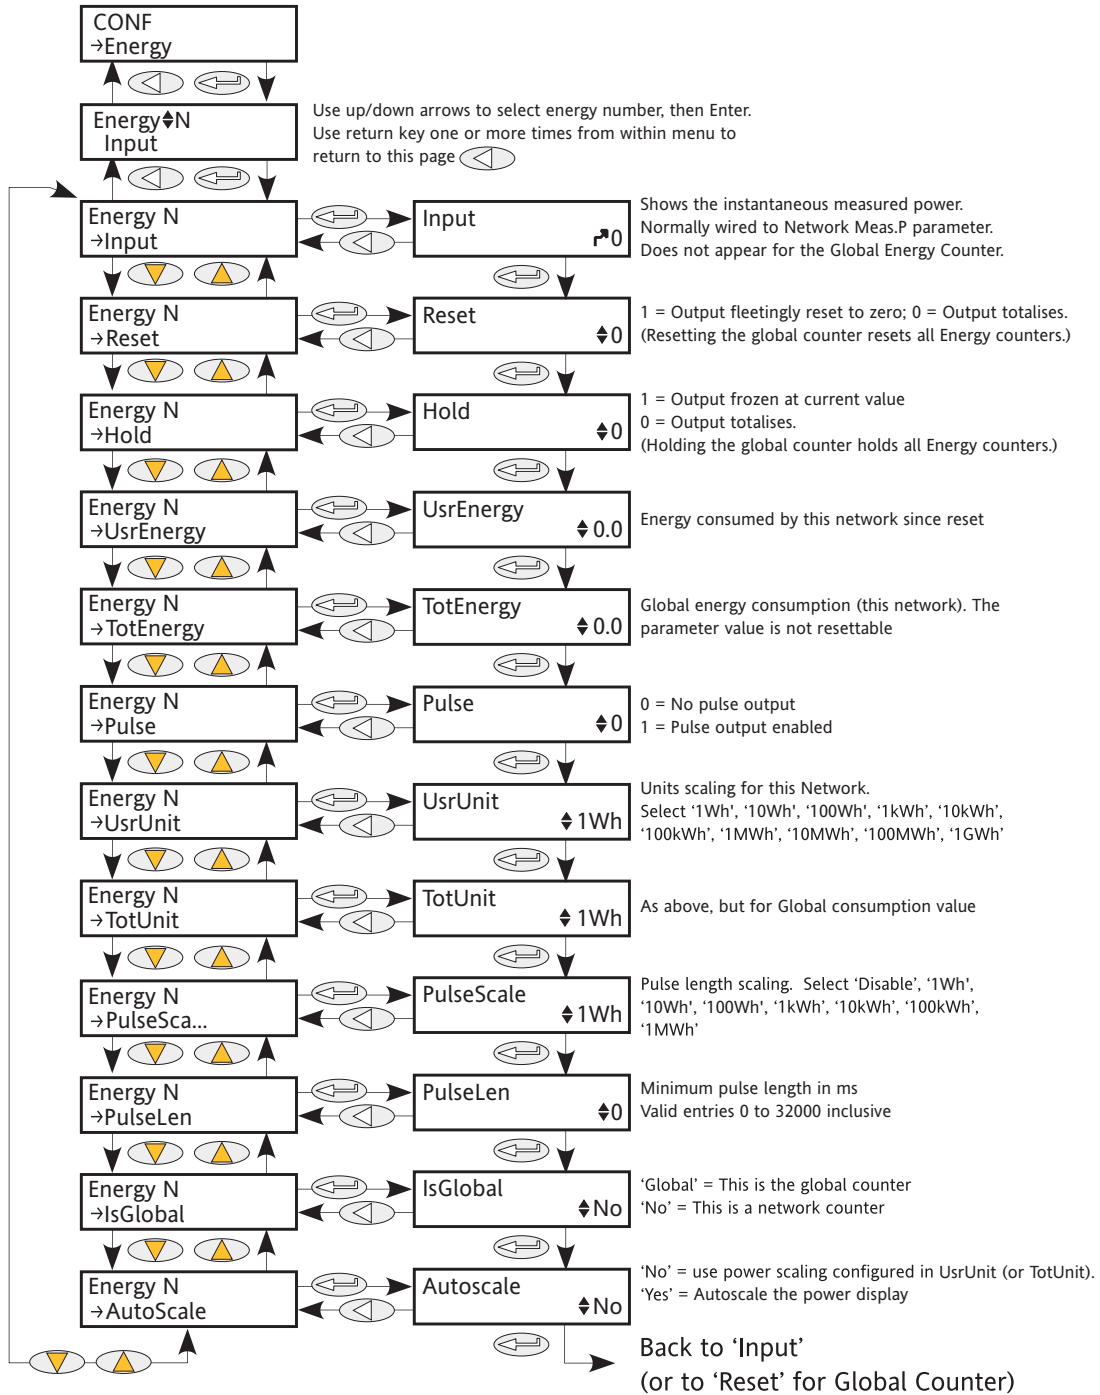 CONF
→Energy
Energy♦N
Input
Use up/down arrows to select energy number, then Enter.
Use return key one or more times from within menu to
return to this page
Energy N
→Input
Input
0
Shows the instantaneous measured power.
Normally wired to Network Meas.P parameter.
Does not appear for the Global Energy Counter.
Energy N
→Reset
Reset
♦0
1 = Output fleetingly reset to zero; 0 = Output totalises.
(Resetting the global counter resets all Energy counters.)
Energy N
→Hold
Hold
♦0
1 = Output frozen at current value
0 = Output totalises.
(Holding the global counter holds all Energy counters.)
Energy N
→UsrEnergy
UsrEnergy
♦0.0
Energy consumed by this network since reset
Energy N
→TotEnergy
TotEnergy
♦0.0
Global energy consumption (this network). The
parameter value is not resettable
Energy N
→Pulse
Pulse
♦0
0 = No pulse output
1 = Pulse output enabled
Energy N
→UsrUnit
UsrUnit
♦1Wh
Units scaling for this Network.
Select ‘1Wh', ‘10Wh', ‘100Wh', ‘1kWh’, ‘10kWh’,
‘100kWh’, ‘1MWh’, ‘10MWh’, ‘100MWh’, ‘1GWh’
Energy N
→TotUnit
TotUnit
♦1Wh
As above, but for Global consumption value
Energy N
→PulseSca...
PulseScale
♦1Wh
Pulse length scaling. Select ‘Disable’, ‘1Wh',
‘10Wh', ‘100Wh', ‘1kWh’, ‘10kWh’, ‘100kWh’,
‘1MWh’
Energy N
→PulseLen
PulseLen
♦0
Minimum pulse length in ms
Valid entries 0 to 32000 inclusive
Energy N
→IsGlobal
IsGlobal
♦No
‘Global’ = This is the global counter
‘No’ = This is a network counter
Energy N
→AutoScale
Autoscale
♦No
‘No’ = use power scaling configured in UsrUnit (or TotUnit).
‘Yes’ = Autoscale the power display
Back to ‘Input’
(or to ‘Reset’ for Global Counter)